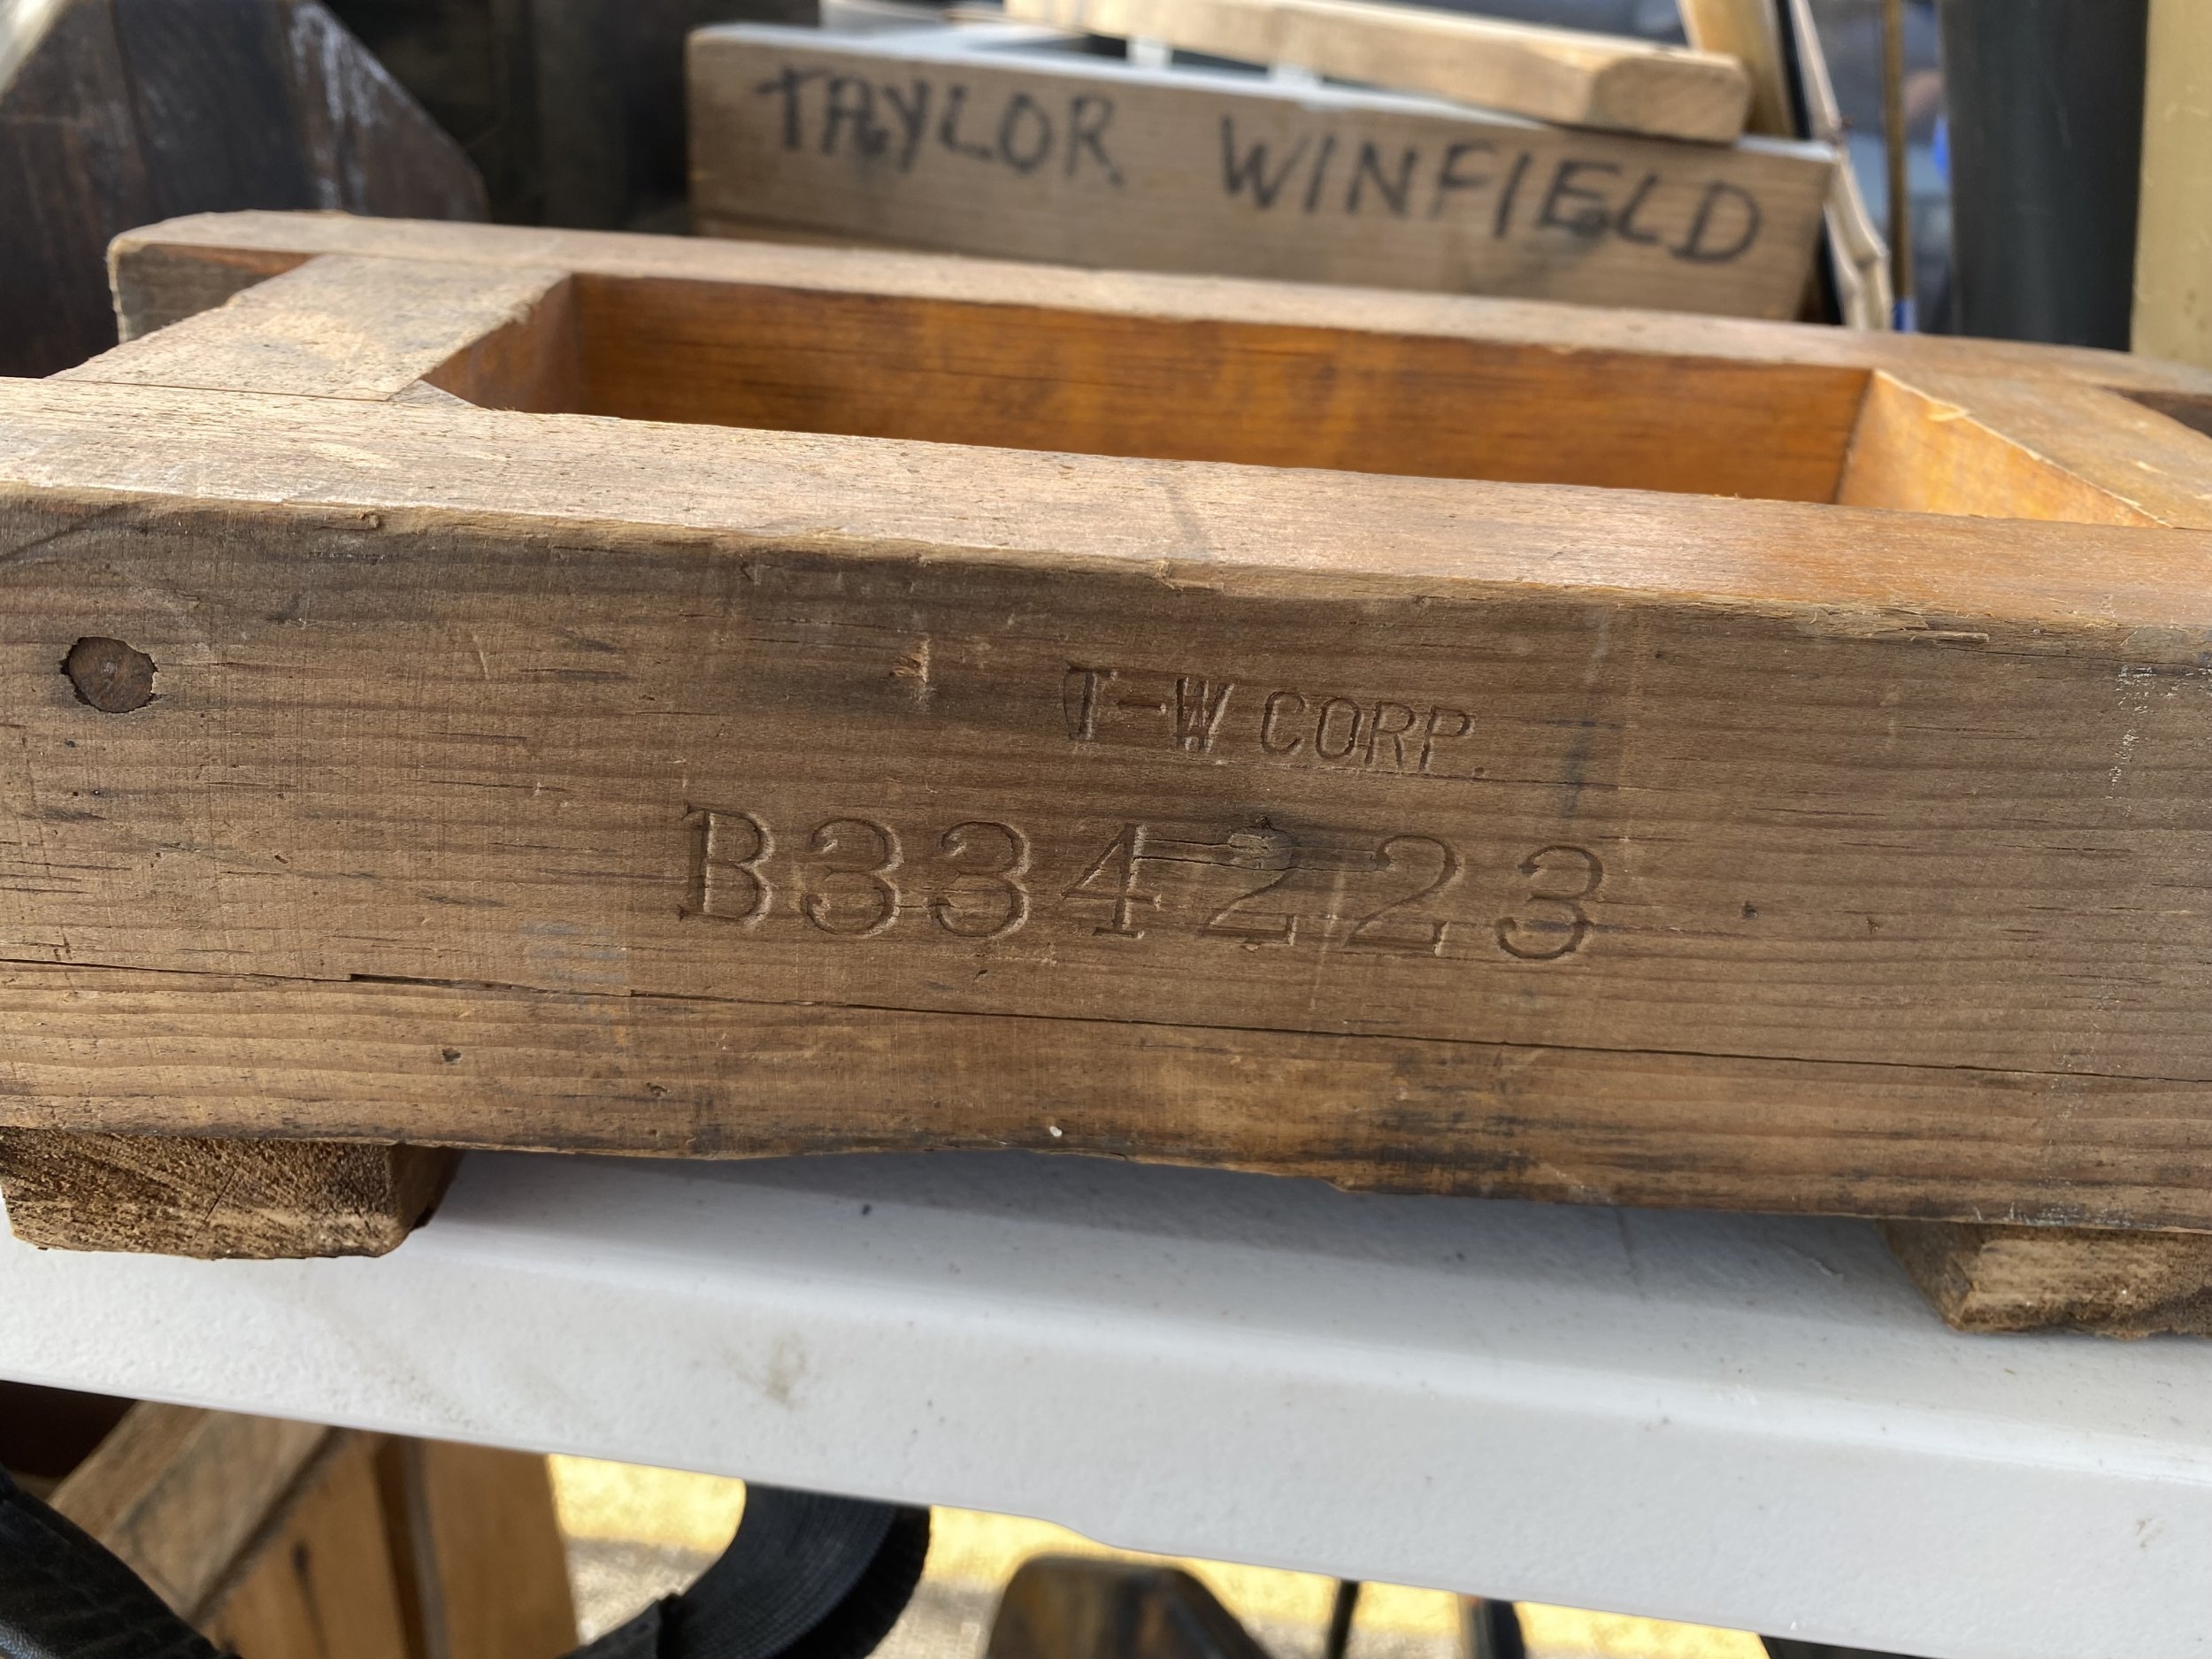 TAYLOR WINFIELD
T-W CORP.
B334223